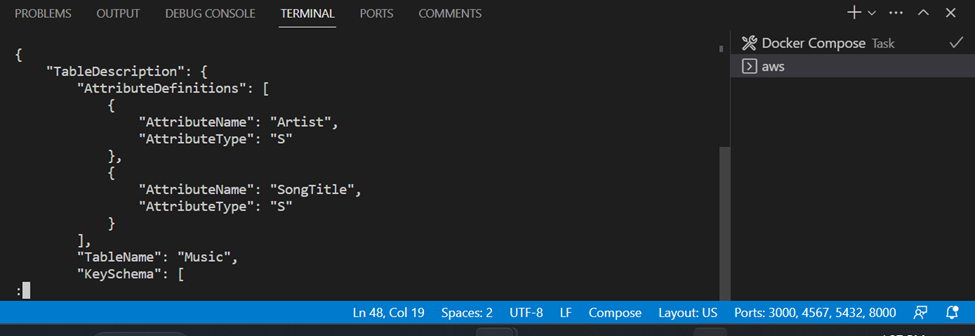 PROBLEMS OUTPUT DEBUG CONSOLE TERMINAL PORTS COMMENTS
{
    "TableDescription": {
        "AttributeDefinitions": [
            {
                "AttributeName": "Artist",
                "AttributeType": "S"
            },
            {
                "AttributeName": "SongTitle",
                "AttributeType": "S"
            }
        ],
        "TableName": "Music",
        "KeySchema": [
:
Docker Compose Task
aws
Ln 48, Col 19 Spaces: 2 UTF-8 LF Compose Layout: US Ports: 3000, 4567, 5432, 8000